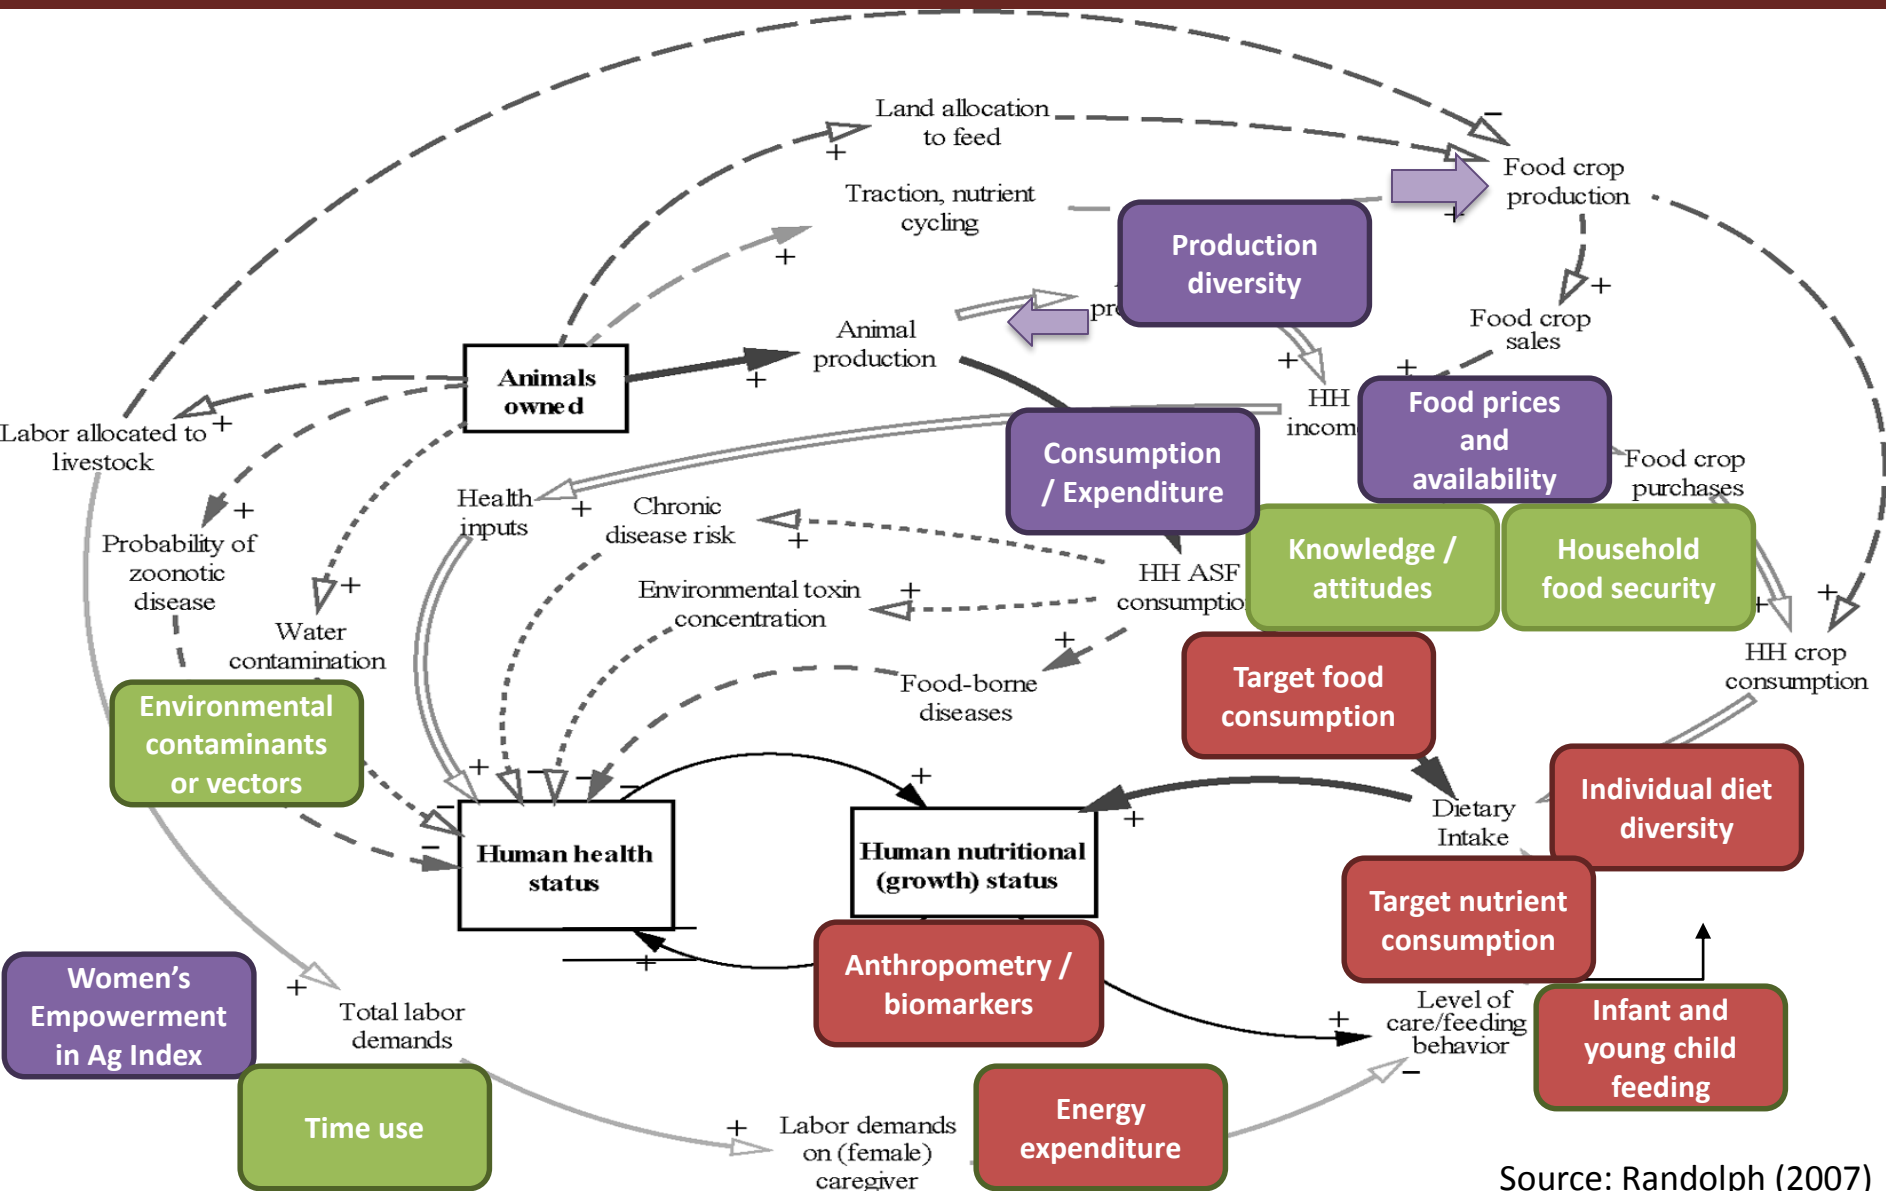 Land allocation
to feed
Food crop
production
Traction, nutrient
cycling
Production
diversity
Animal
production
Food crop
sales
Animals
owned
HH
Food prices
and
availability
Labor allocated to
livestock
Consumption
/ Expenditure
Food crop
purchases
Health
inputs
Chronic
disease risk
Probability of
zoonotic
disease
Knowledge /
attitudes
Household
food security
HH ASF
Environmental toxin
concentration
Water
contamination
HH crop
consumption
Target food
consumption
Food-borne
diseases
Environmental
contaminants
or vectors
Individual diet
diversity
Dietary
Intake
Human health
status
Human nutritional
(growth) status
Target nutrient
consumption
Anthropometry /
biomarkers
Women's
Empowerment
in Ag Index
Total labor
demands
Level of
care/feeding
behavior
Infant and
young child
feeding
Time use
Energy
expenditure
Labor demands
on (female)
caregiver
Source: Randolph (2007)